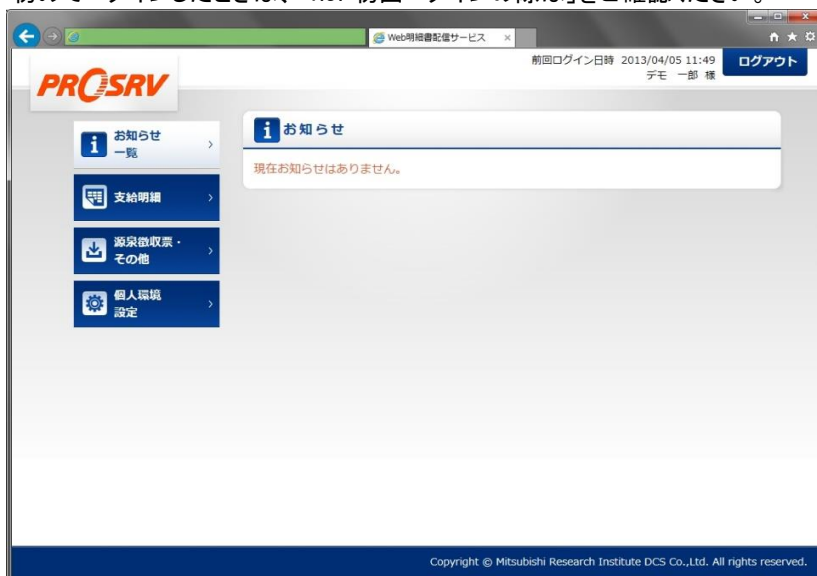 Web明細書配信サービス
前回ログイン日時 2013/04/05 11:49
デモ 一郎 様
ログアウト
PROSRV
お知らせ
一覧
支給明細
源泉徴収票・
その他
個人環境
設定
お知らせ
現在お知らせはありません。
Copyright © Mitsubishi Research Institute DCS Co.,Ltd. All rights reserved.